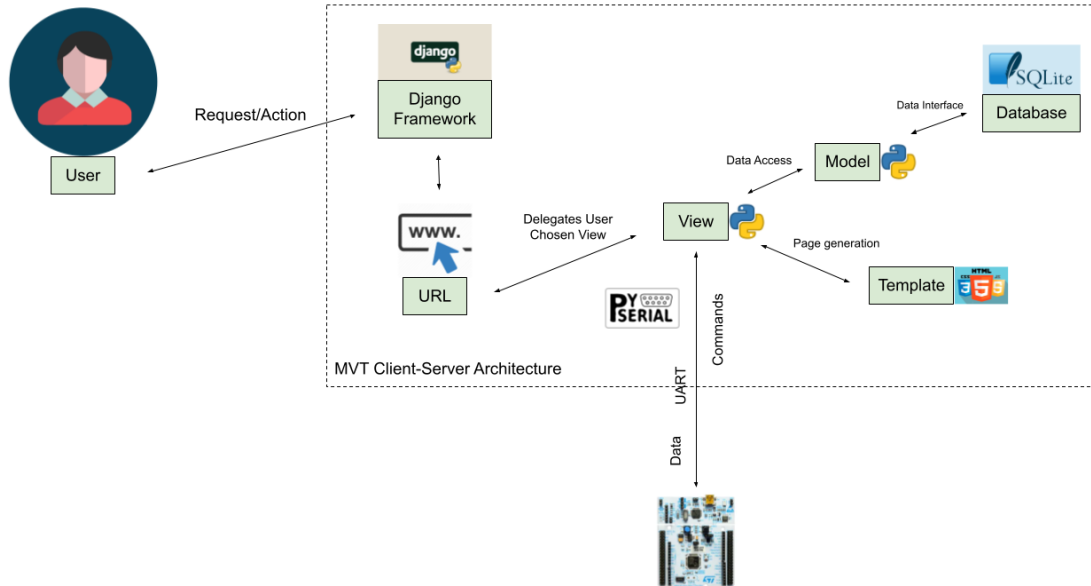 django
Django
Framework
Request/Action
User
www.
URL
Delegates User
Chosen View
View
Data Access
Model
Data Interface
SQLite
Database
Page generation
Template
HTML
5
PY
SERIAL
Commands
UART
Data
MVT Client-Server Architecture